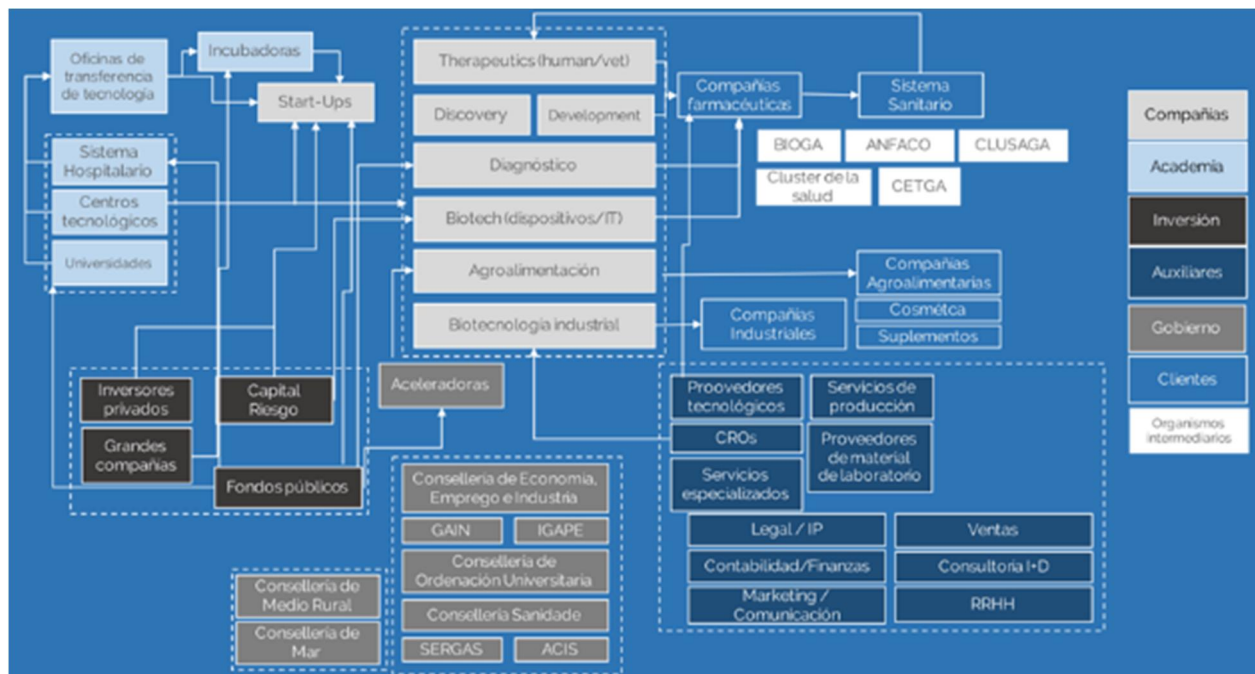 Oficinas de
transferencia
de tecnología
Incubadoras
Start-Ups
Sistema
Hospitalario
Centros
tecnológicos
Universidades
Therapeutics (human/vet)
Discovery
Development
Diagnóstico
Biotech (dispositivos/IT)
Agroalimentación
Biotecnología industrial
Compañías
farmacéuticas
Sistema
Sanitario
BIOGA
ANFACO
CLUSAGA
Cluster de la
salud
CETGA
Compañías
Agroalimentarias
Cosmétca
Suplementos
Compañías
Industriales
Inversores
privados
Capital
Riesgo
Grandes
compañías
Fondos públicos
Aceleradoras
Consellería de Economía,
Emprego e Industria
GAIN
IGAPE
Consellería de
Ordenación Universitaria
Consellería Sanidade
SERGAS
ACIS
Consellería de
Medio Rural
Consellería de
Mar
Proovedores
tecnológicos
Servicios de
producción
CROs
Proveedores
de material
de laboratorio
Servicios
especializados
Legal / IP
Ventas
Contabilidad/Finanzas
Consultoría I+D
Marketing /
Comunicación
RRHH
Compañías
Academia
Inversión
Auxiliares
Gobierno
Clientes
Organismos
intermediarios